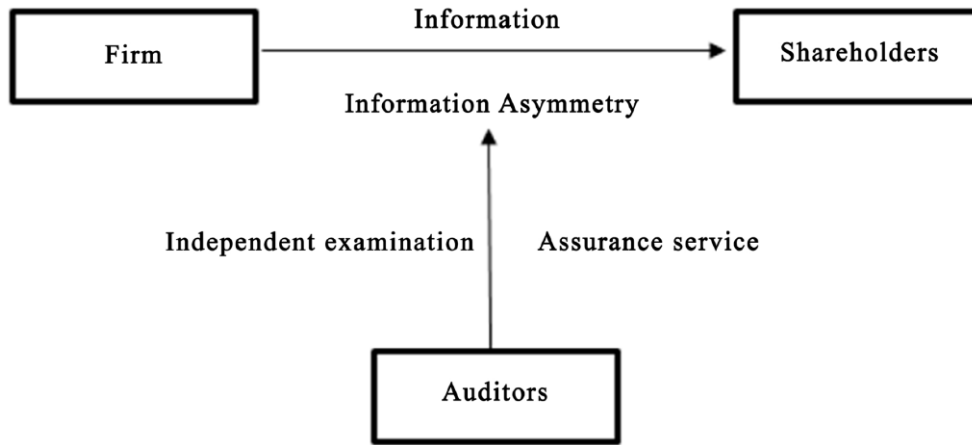 Information
Firm
Shareholders
Information Asymmetry
Independent examination
Assurance service
Auditors